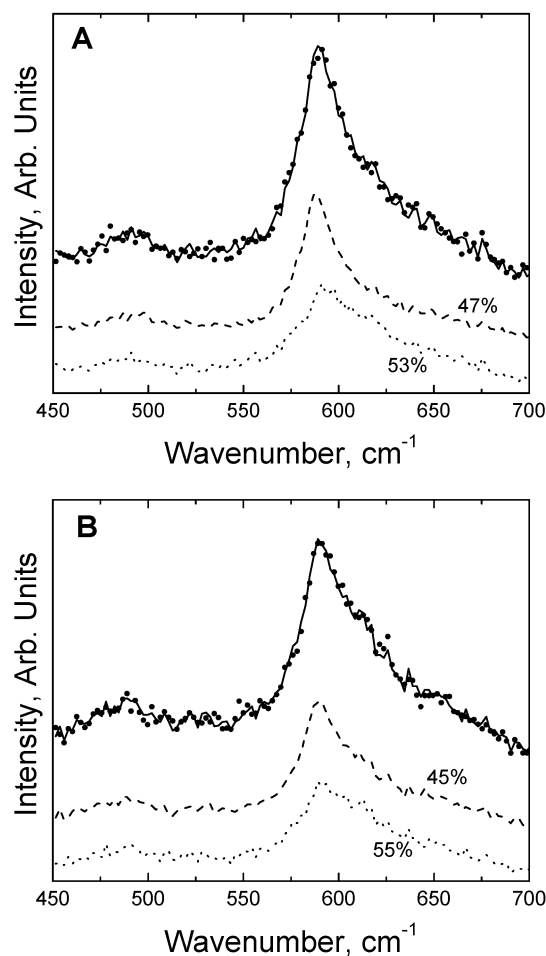 A
Intensity, Arb. Units
47%
53%
450 500 550 600 650 700
Wavenumber, cm⁻¹
B
Intensity, Arb. Units
45%
55%
450 500 550 600 650 700
Wavenumber, cm⁻¹